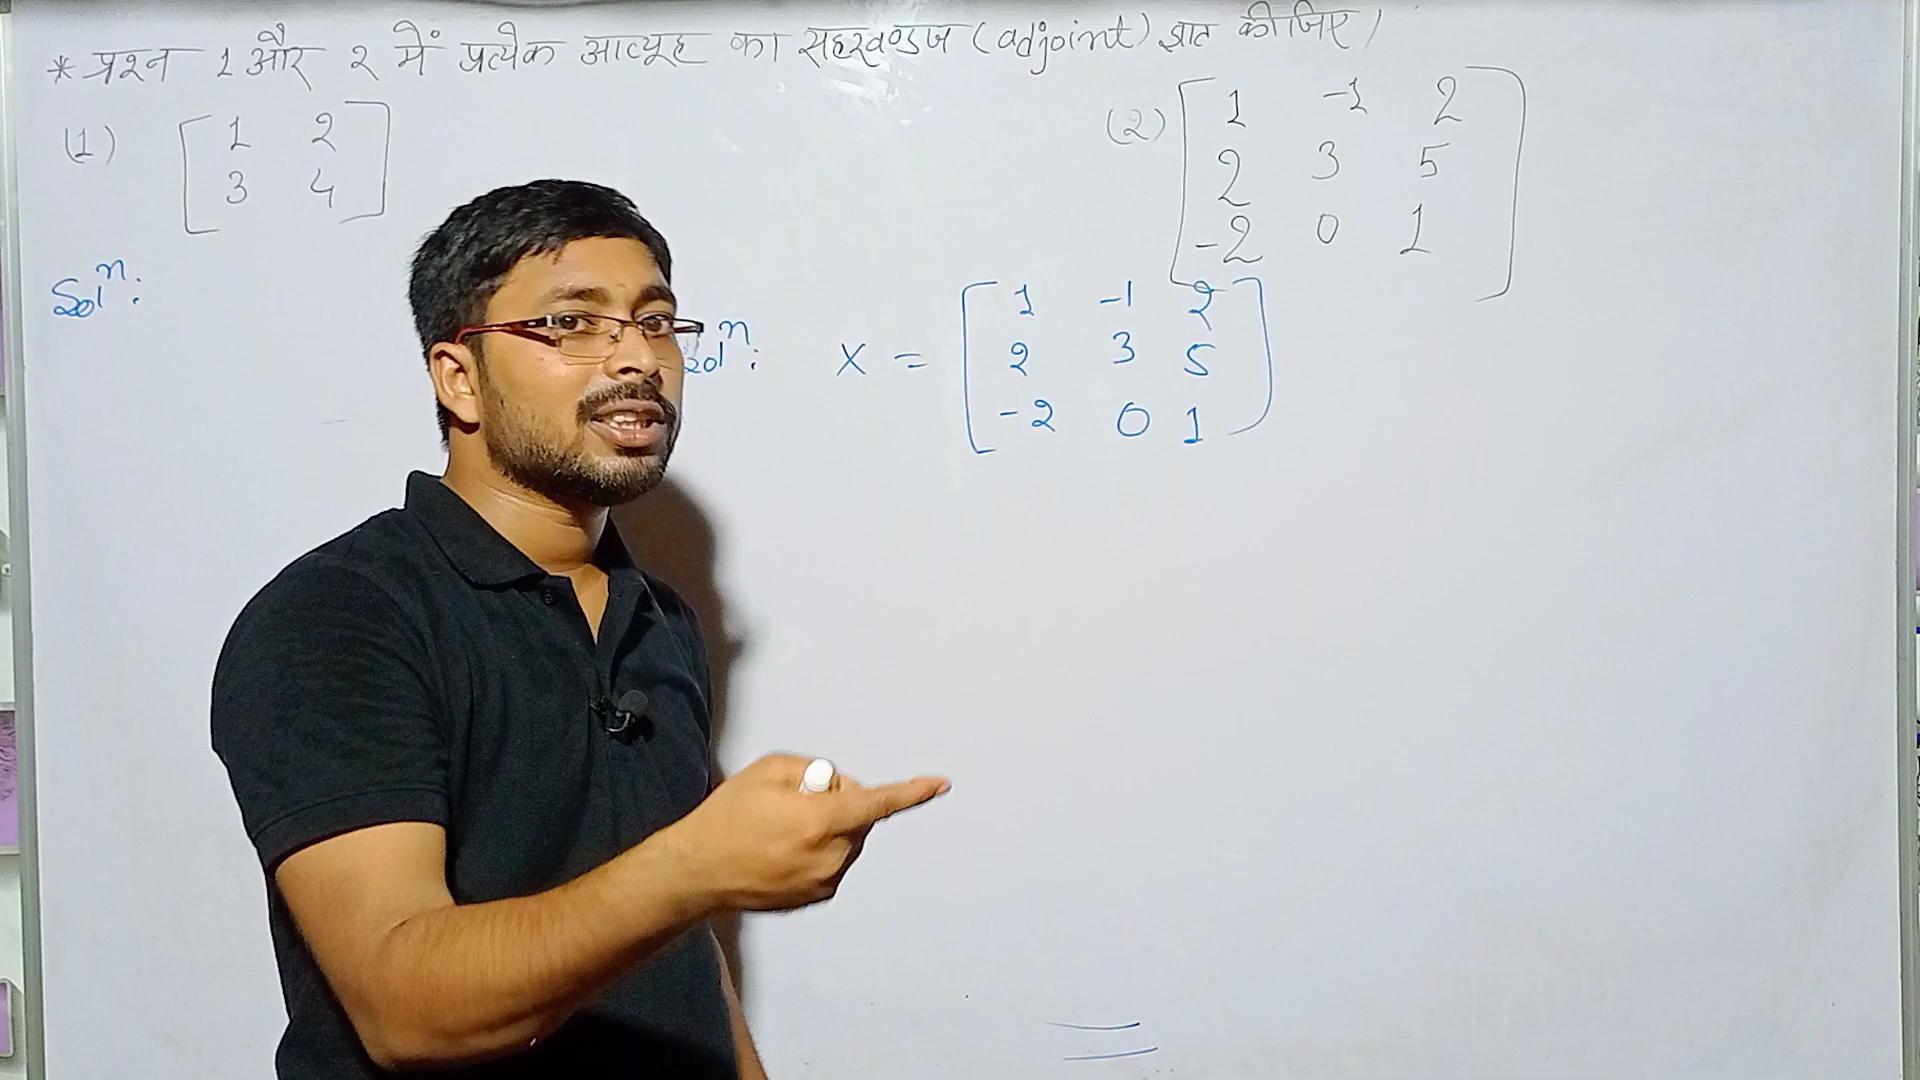 * प्रश्न 1 और 2 में प्रत्येक आव्यूह का सहखण्डज (adjoint) ज्ञात कीजिए।
(1) [ 1 2
3 4 ]
(2) [ 1 -1 2
2 3 5
-2 0 1 ]
Solⁿ:
Solⁿ: X = [ 1 -1 2
2 3 5
-2 0 1 ]